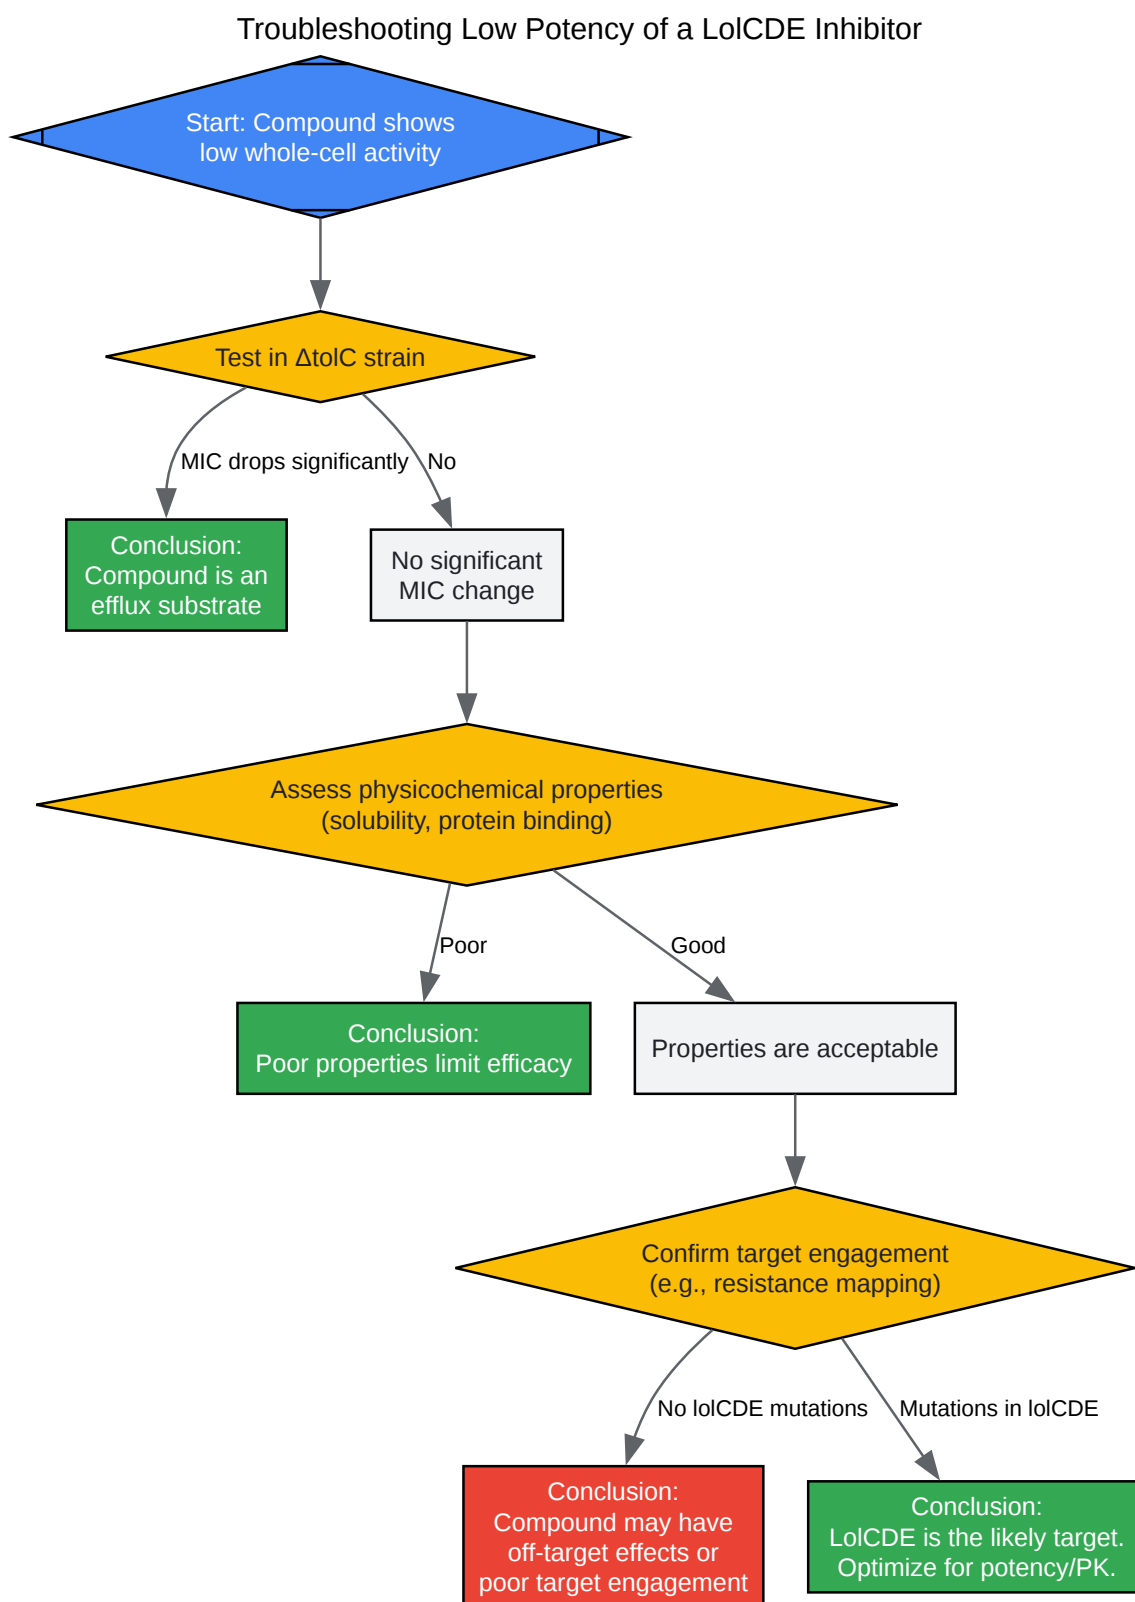 Troubleshooting Low Potency of a LolCDE Inhibitor
Start: Compound shows
low whole-cell activity
Test in ΔtolC strain
MIC drops significantly
No
Conclusion:
Compound is an
efflux substrate
No significant
MIC change
Assess physicochemical properties
(solubility, protein binding)
Poor
Good
Conclusion:
Poor properties limit efficacy
Properties are acceptable
Confirm target engagement
(e.g., resistance mapping)
No lolCDE mutations
Mutations in lolCDE
Conclusion:
Compound may have
off-target effects or
poor target engagement
Conclusion:
LolCDE is the likely target.
Optimize for potency/PK.